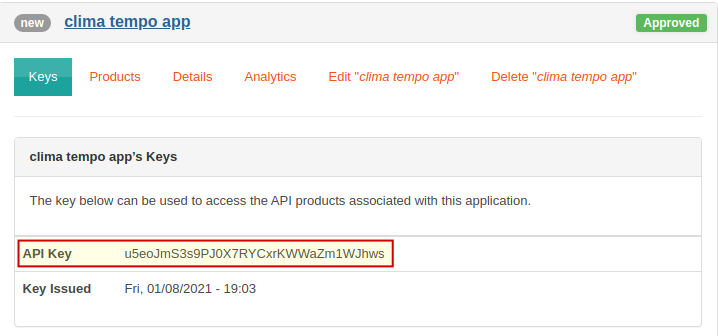 new clima tempo app Approved
Keys Products Details Analytics Edit "clima tempo app" Delete "clima tempo app"
clima tempo app's Keys
The key below can be used to access the API products associated with this application.
API Key u5eoJmS3s9PJ0X7RYCxrKWWaZm1WJhws
Key Issued Fri, 01/08/2021 - 19:03